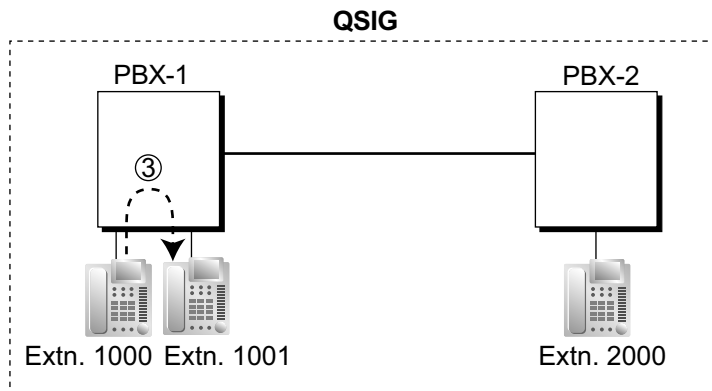 QSIG
PBX-1
PBX-2
③
Extn. 1000
Extn. 1001
Extn. 2000